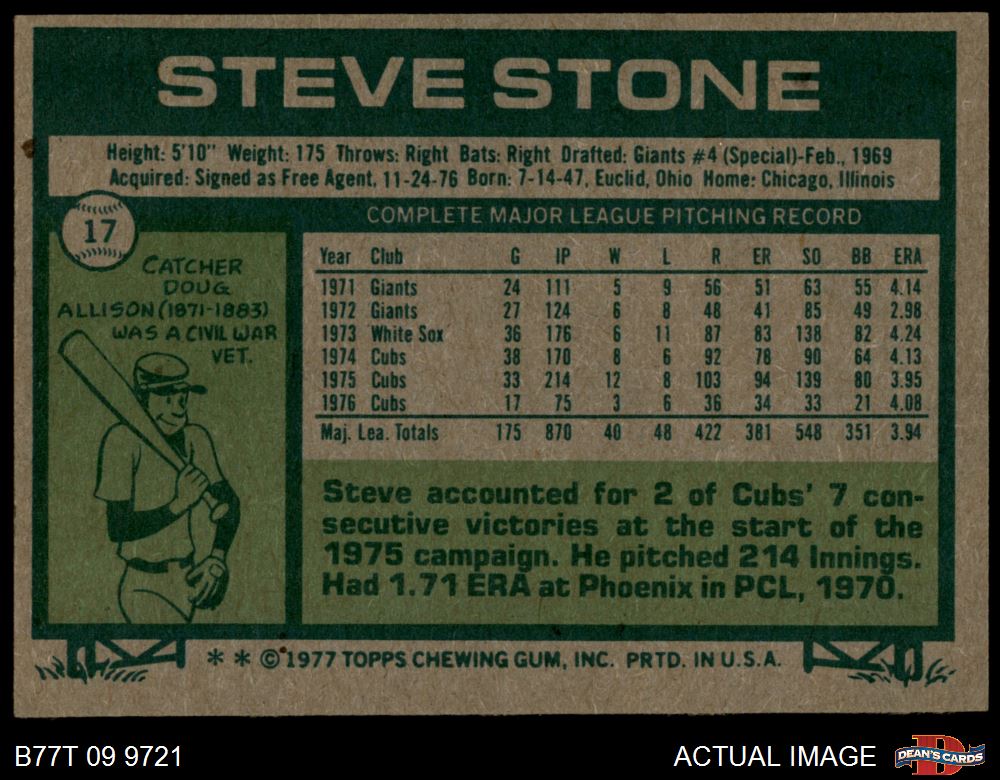 STEVE STONE
Height: 5'10" Weight: 175 Throws: Right Bats: Right Drafted: Giants #4 (Special)-Feb., 1969
Acquired: Signed as Free Agent, 11-24-76 Born: 7-14-47, Euclid, Ohio Home: Chicago, Illinois
17
COMPLETE MAJOR LEAGUE PITCHING RECORD
CATCHER
DOUG
ALLISON (1871-1883)
WAS A CIVIL WAR
VET.
Year Club G IP W L R ER SO BB ERA
1971 Giants 24 111 5 9 56 51 63 55 4.14
1972 Giants 27 124 6 8 48 41 85 49 2.98
1973 White Sox 36 176 6 11 87 83 138 82 4.24
1974 Cubs 38 170 8 6 92 78 90 64 4.13
1975 Cubs 33 214 12 8 103 94 139 80 3.95
1976 Cubs 17 75 3 6 36 34 33 21 4.08
Maj. Lea. Totals 175 870 40 48 422 381 548 351 3.94
Steve accounted for 2 of Cubs' 7 con-
secutive victories at the start of the
1975 campaign. He pitched 214 Innings.
Had 1.71 ERA at Phoenix in PCL, 1970.
* * © 1977 TOPPS CHEWING GUM, INC. PRTD. IN U.S.A.
B77T 09 9721
ACTUAL IMAGE
D
DEAN'S CARDS